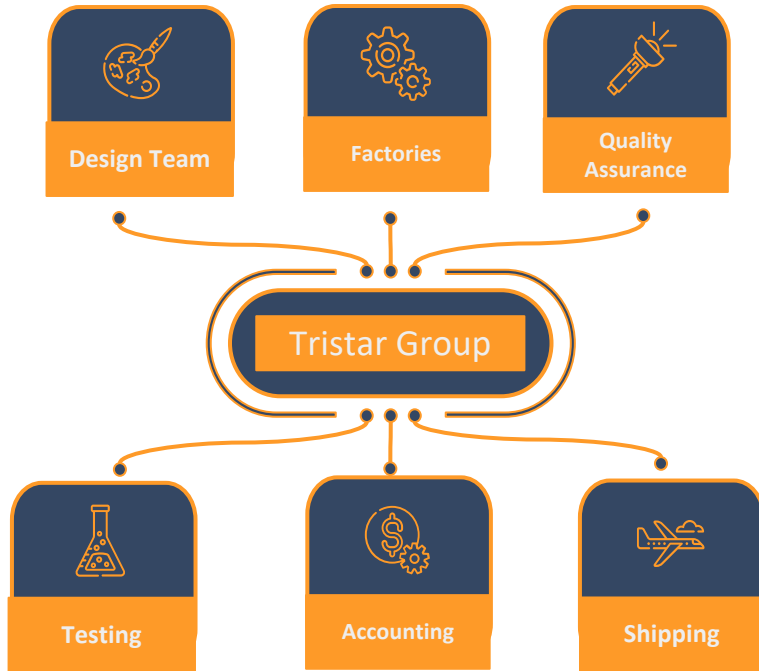 Design Team
Factories
Quality
Assurance
Tristar Group
Testing
Accounting
Shipping